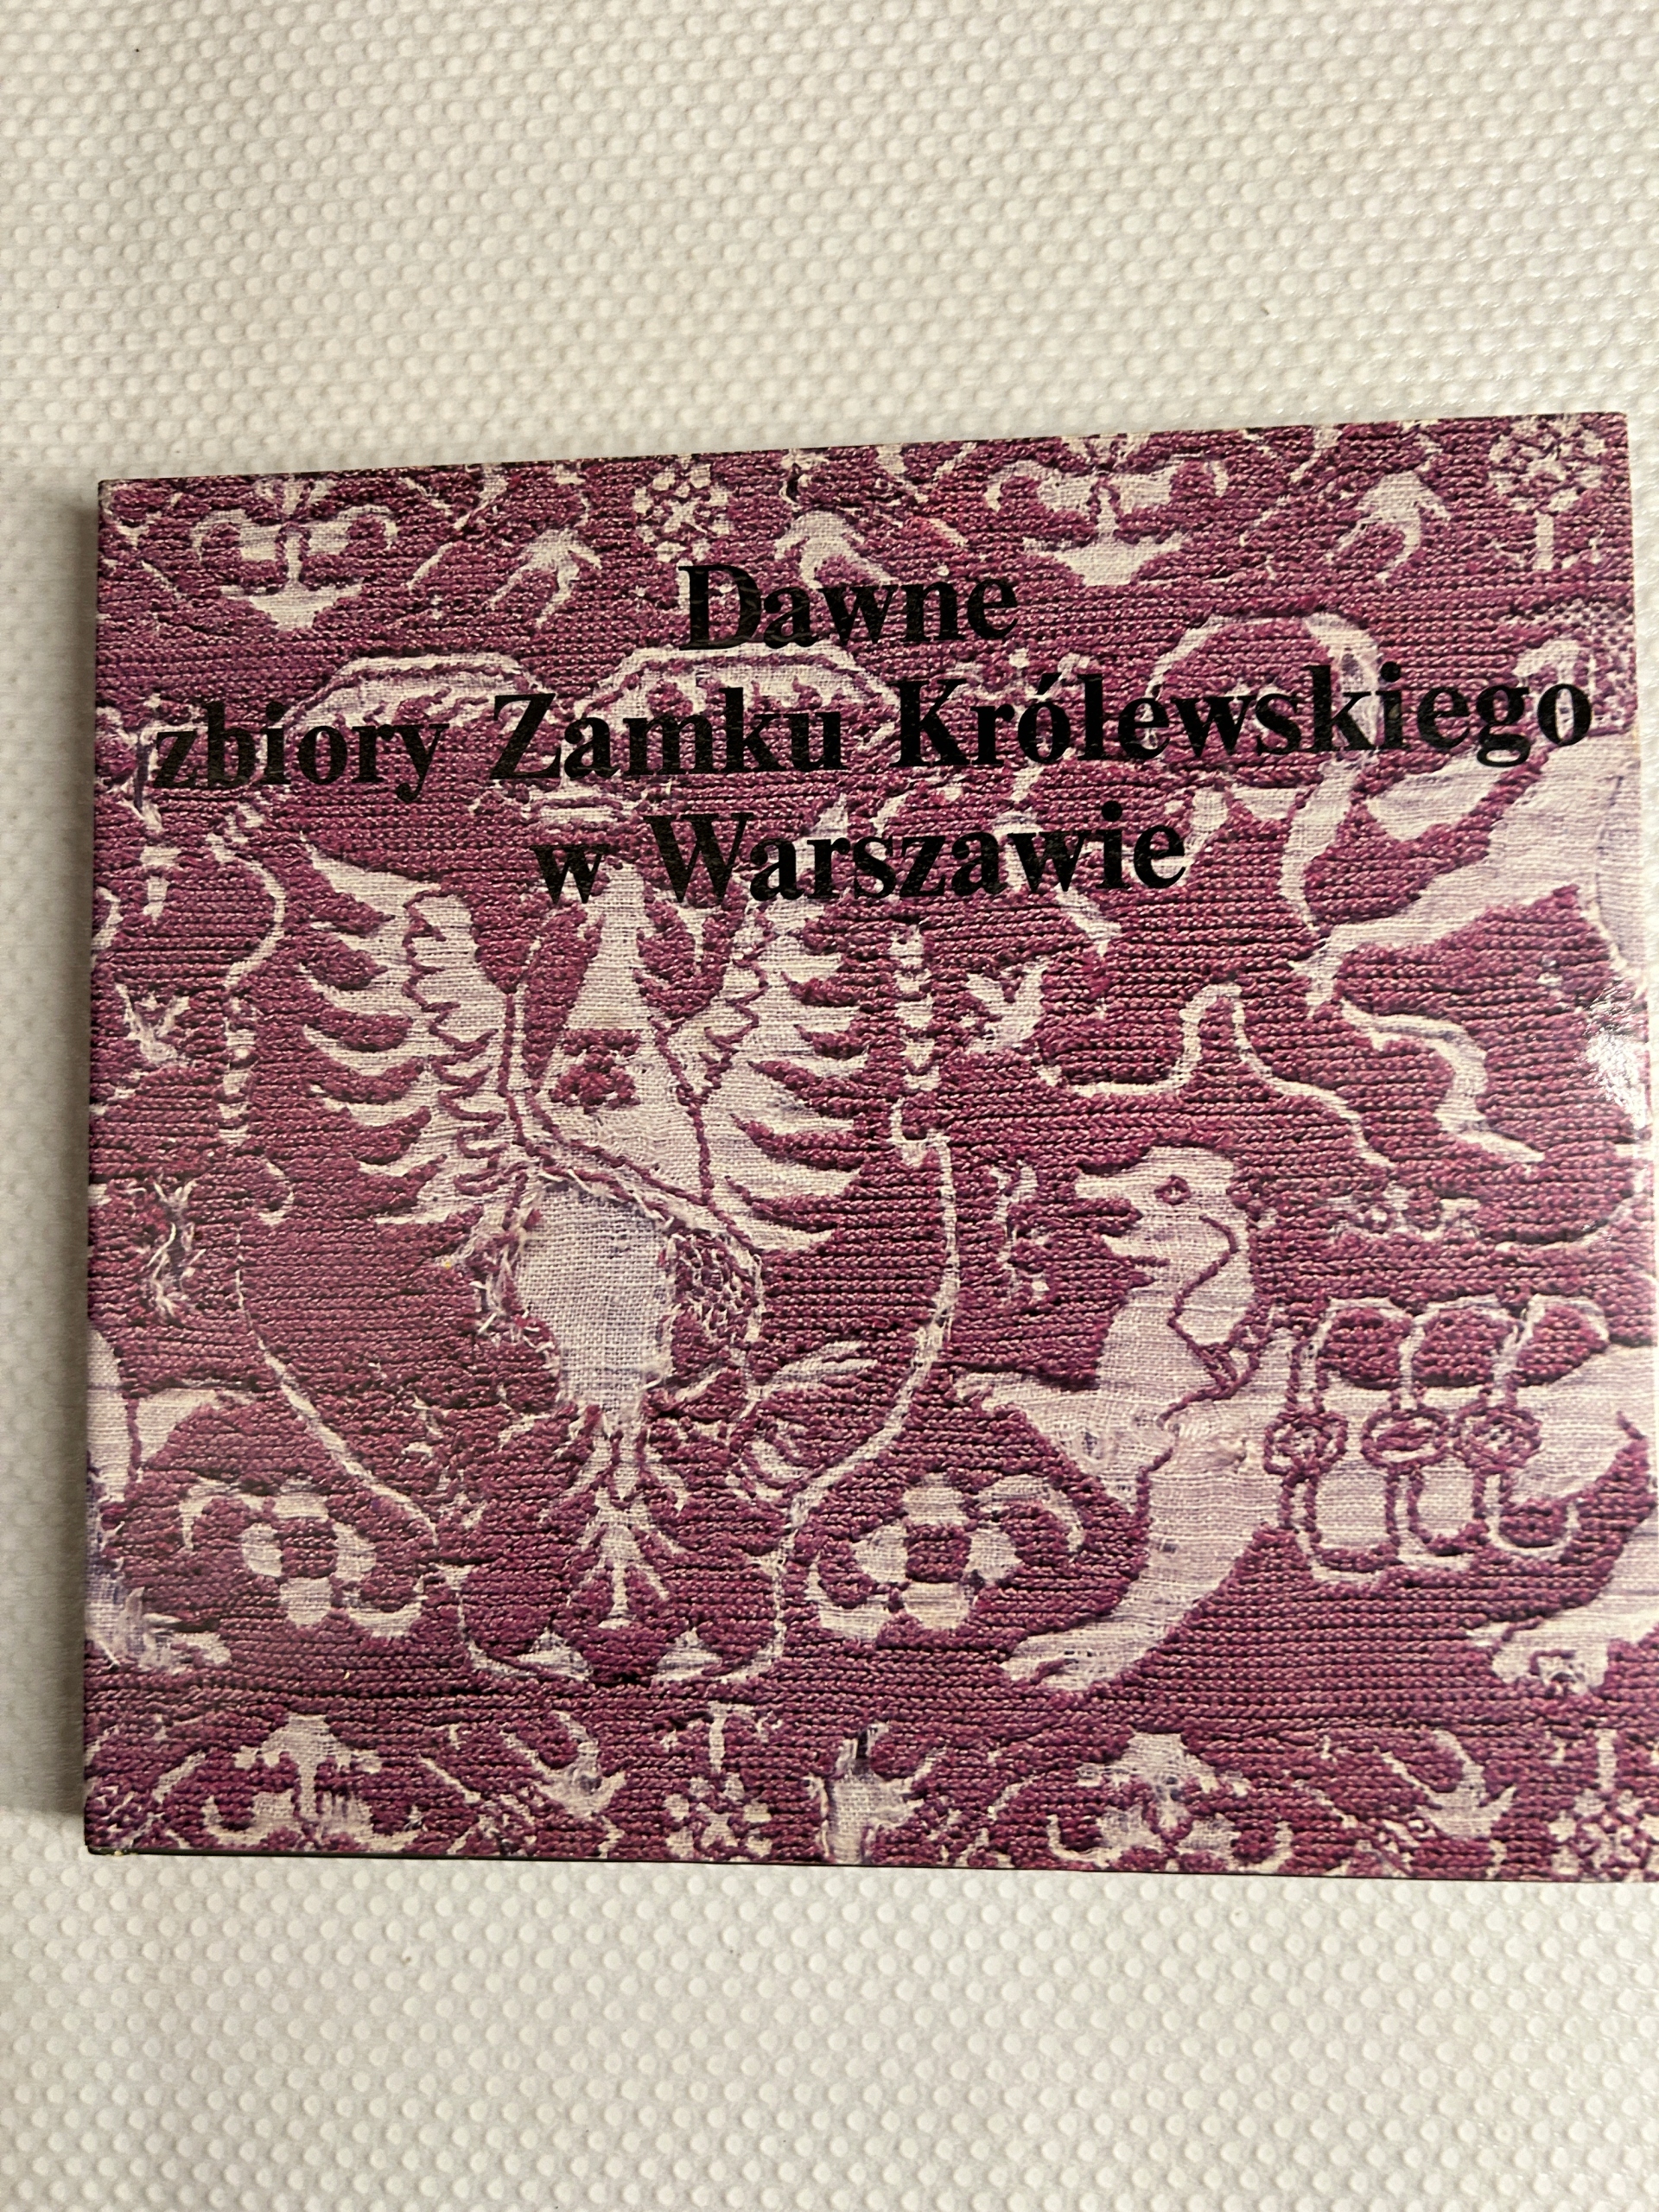 Dawne
zbiory Zamku Królewskiego
w Warszawie